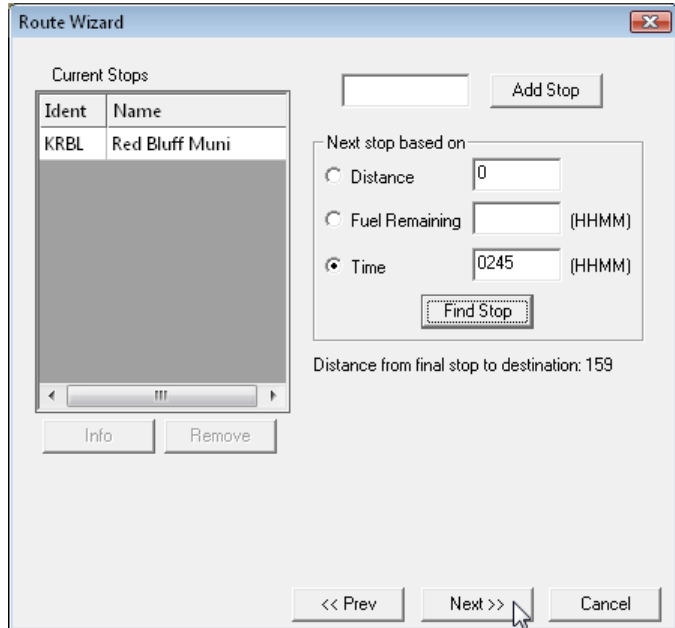 Route Wizard
Current Stops
Ident Name
KRBL Red Bluff Muni
Info Remove
Add Stop
Next stop based on
Distance 0
Fuel Remaining (HHMM)
Time 0245 (HHMM)
Find Stop
Distance from final stop to destination: 159
<< Prev Next >> Cancel